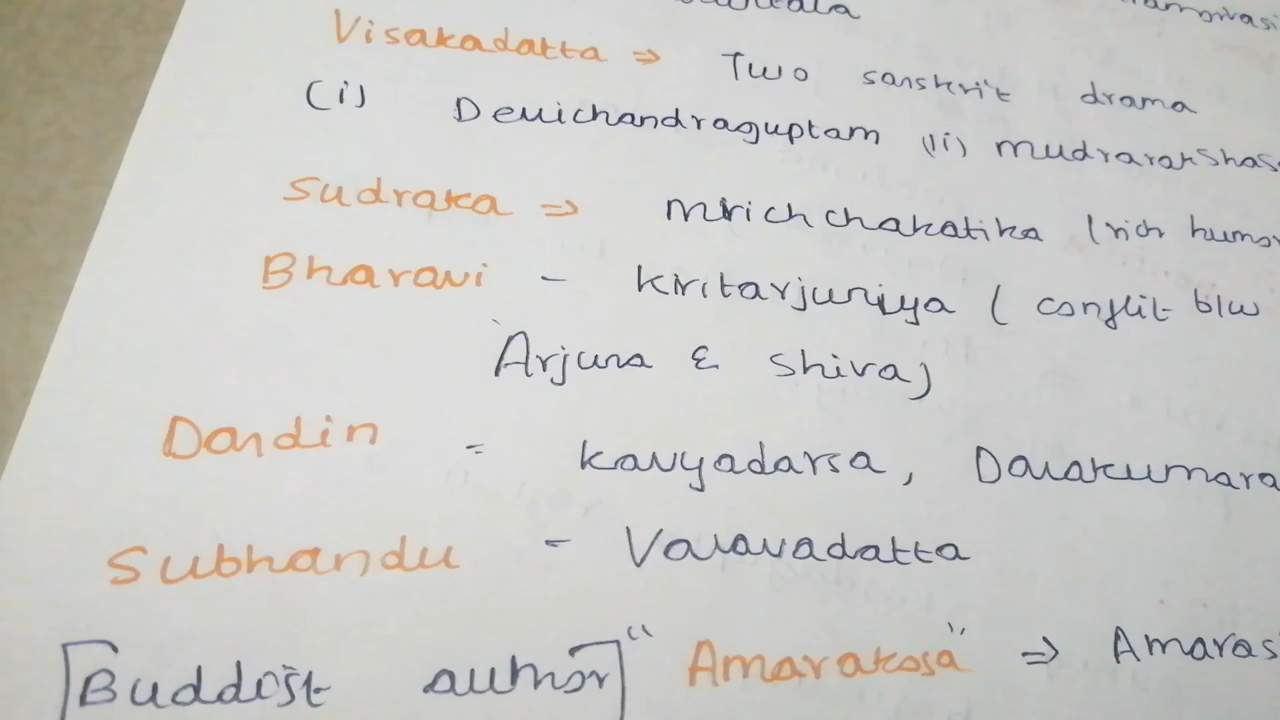 Visakadatta ⇒ Two sanskrit drama
(i) Devichandraguptam (ii) mudrarakshas
Sudraka ⇒ Mrichchakatika (rich humor
Bharavi - Kiritarjuniya ( conflit b/w
Arjuna & Shiva)
Dandin = Kavyadarsa, Dasakumara
Subhandu - Vasavadatta
[Buddist author] "Amarakosa" ⇒ Amaras